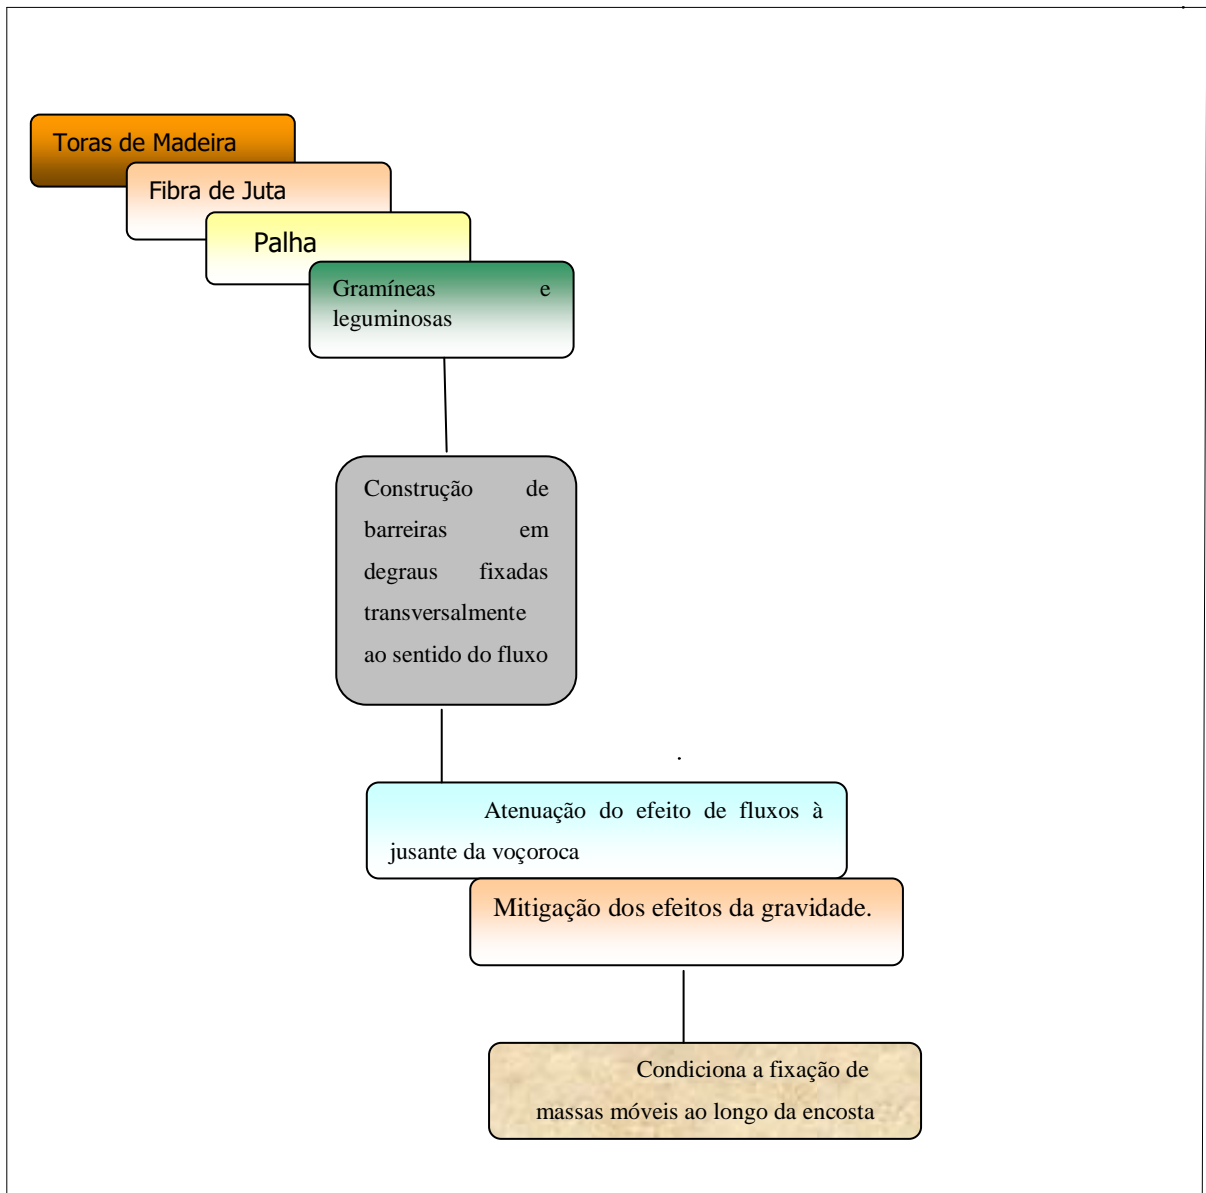 Toras de Madeira
Fibra de Juta
Palha
Gramíneas e
leguminosas
Construção de
barreiras em
degraus fixadas
transversalmente
ao sentido do fluxo
Atenuação do efeito de fluxos à
jusante da voçoroca
Mitigação dos efeitos da gravidade.
Condiciona a fixação de
massas móveis ao longo da encosta